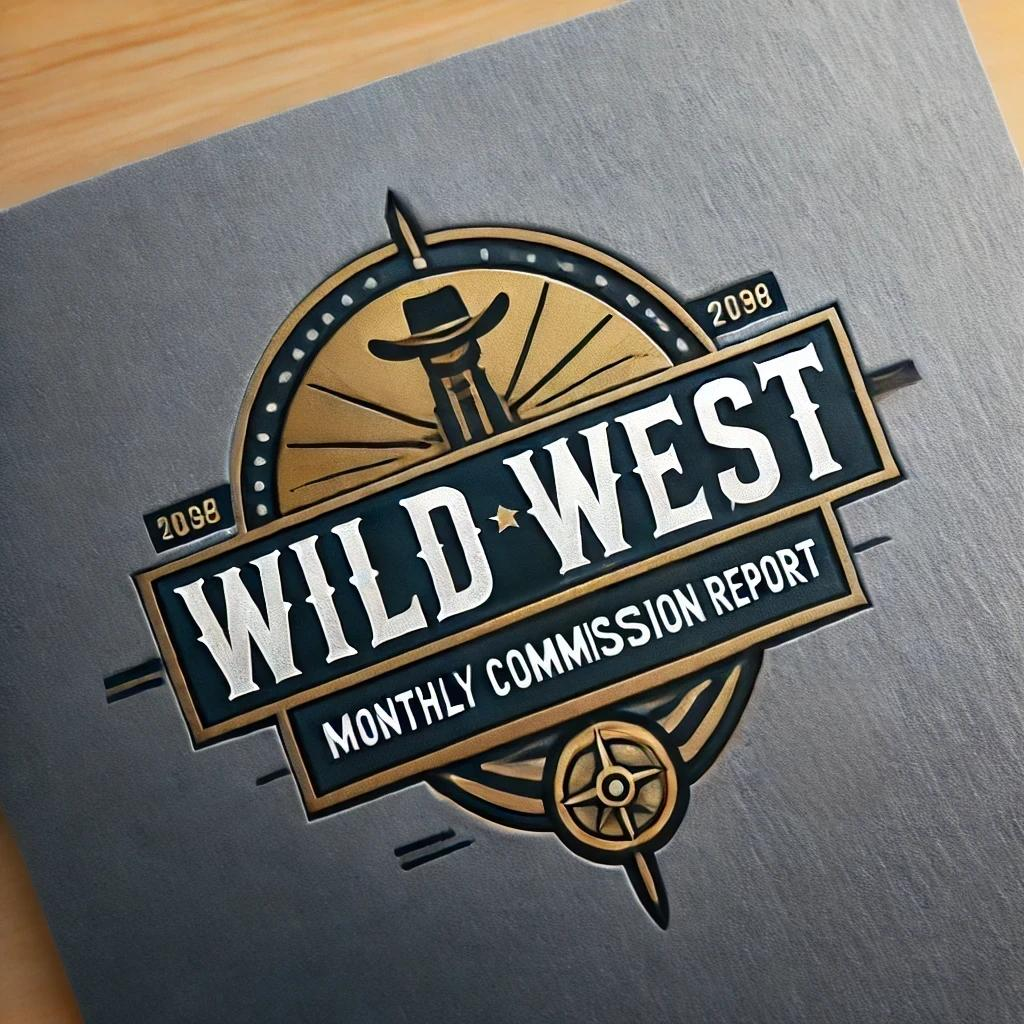 2098
2098
WILD WEST
MONTHLY COMMISSION REPORT